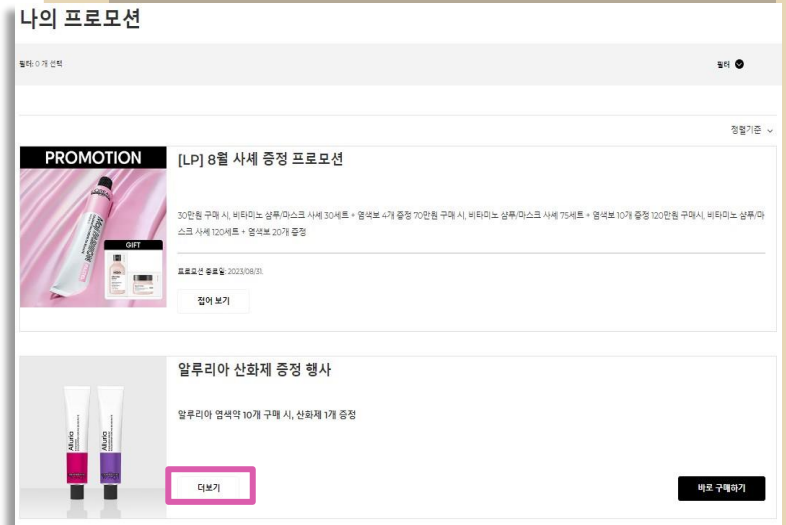 나의 프로모션
필터: 0 개 선택
필터
정렬기준
PROMOTION
[LP] 8월 사셰 증정 프로모션
30만원 구매 시, 비타미노 샴푸/마스크 사셰 30세트 + 염색보 4개 증정 70만원 구매 시, 비타미노 샴푸/마스크 사셰 75세트 + 염색보 10개 증정 120만원 구매시, 비타미노 샴푸/마
스크 사셰 120세트 + 염색보 20개 증정
GIFT
프로모션 종료일: 2023/08/31.
접어 보기
알루리아 산화제 증정 행사
알루리아 염색약 10개 구매 시, 산화제 1개 증정
Alluria
Alluria
더보기
바로 구매하기